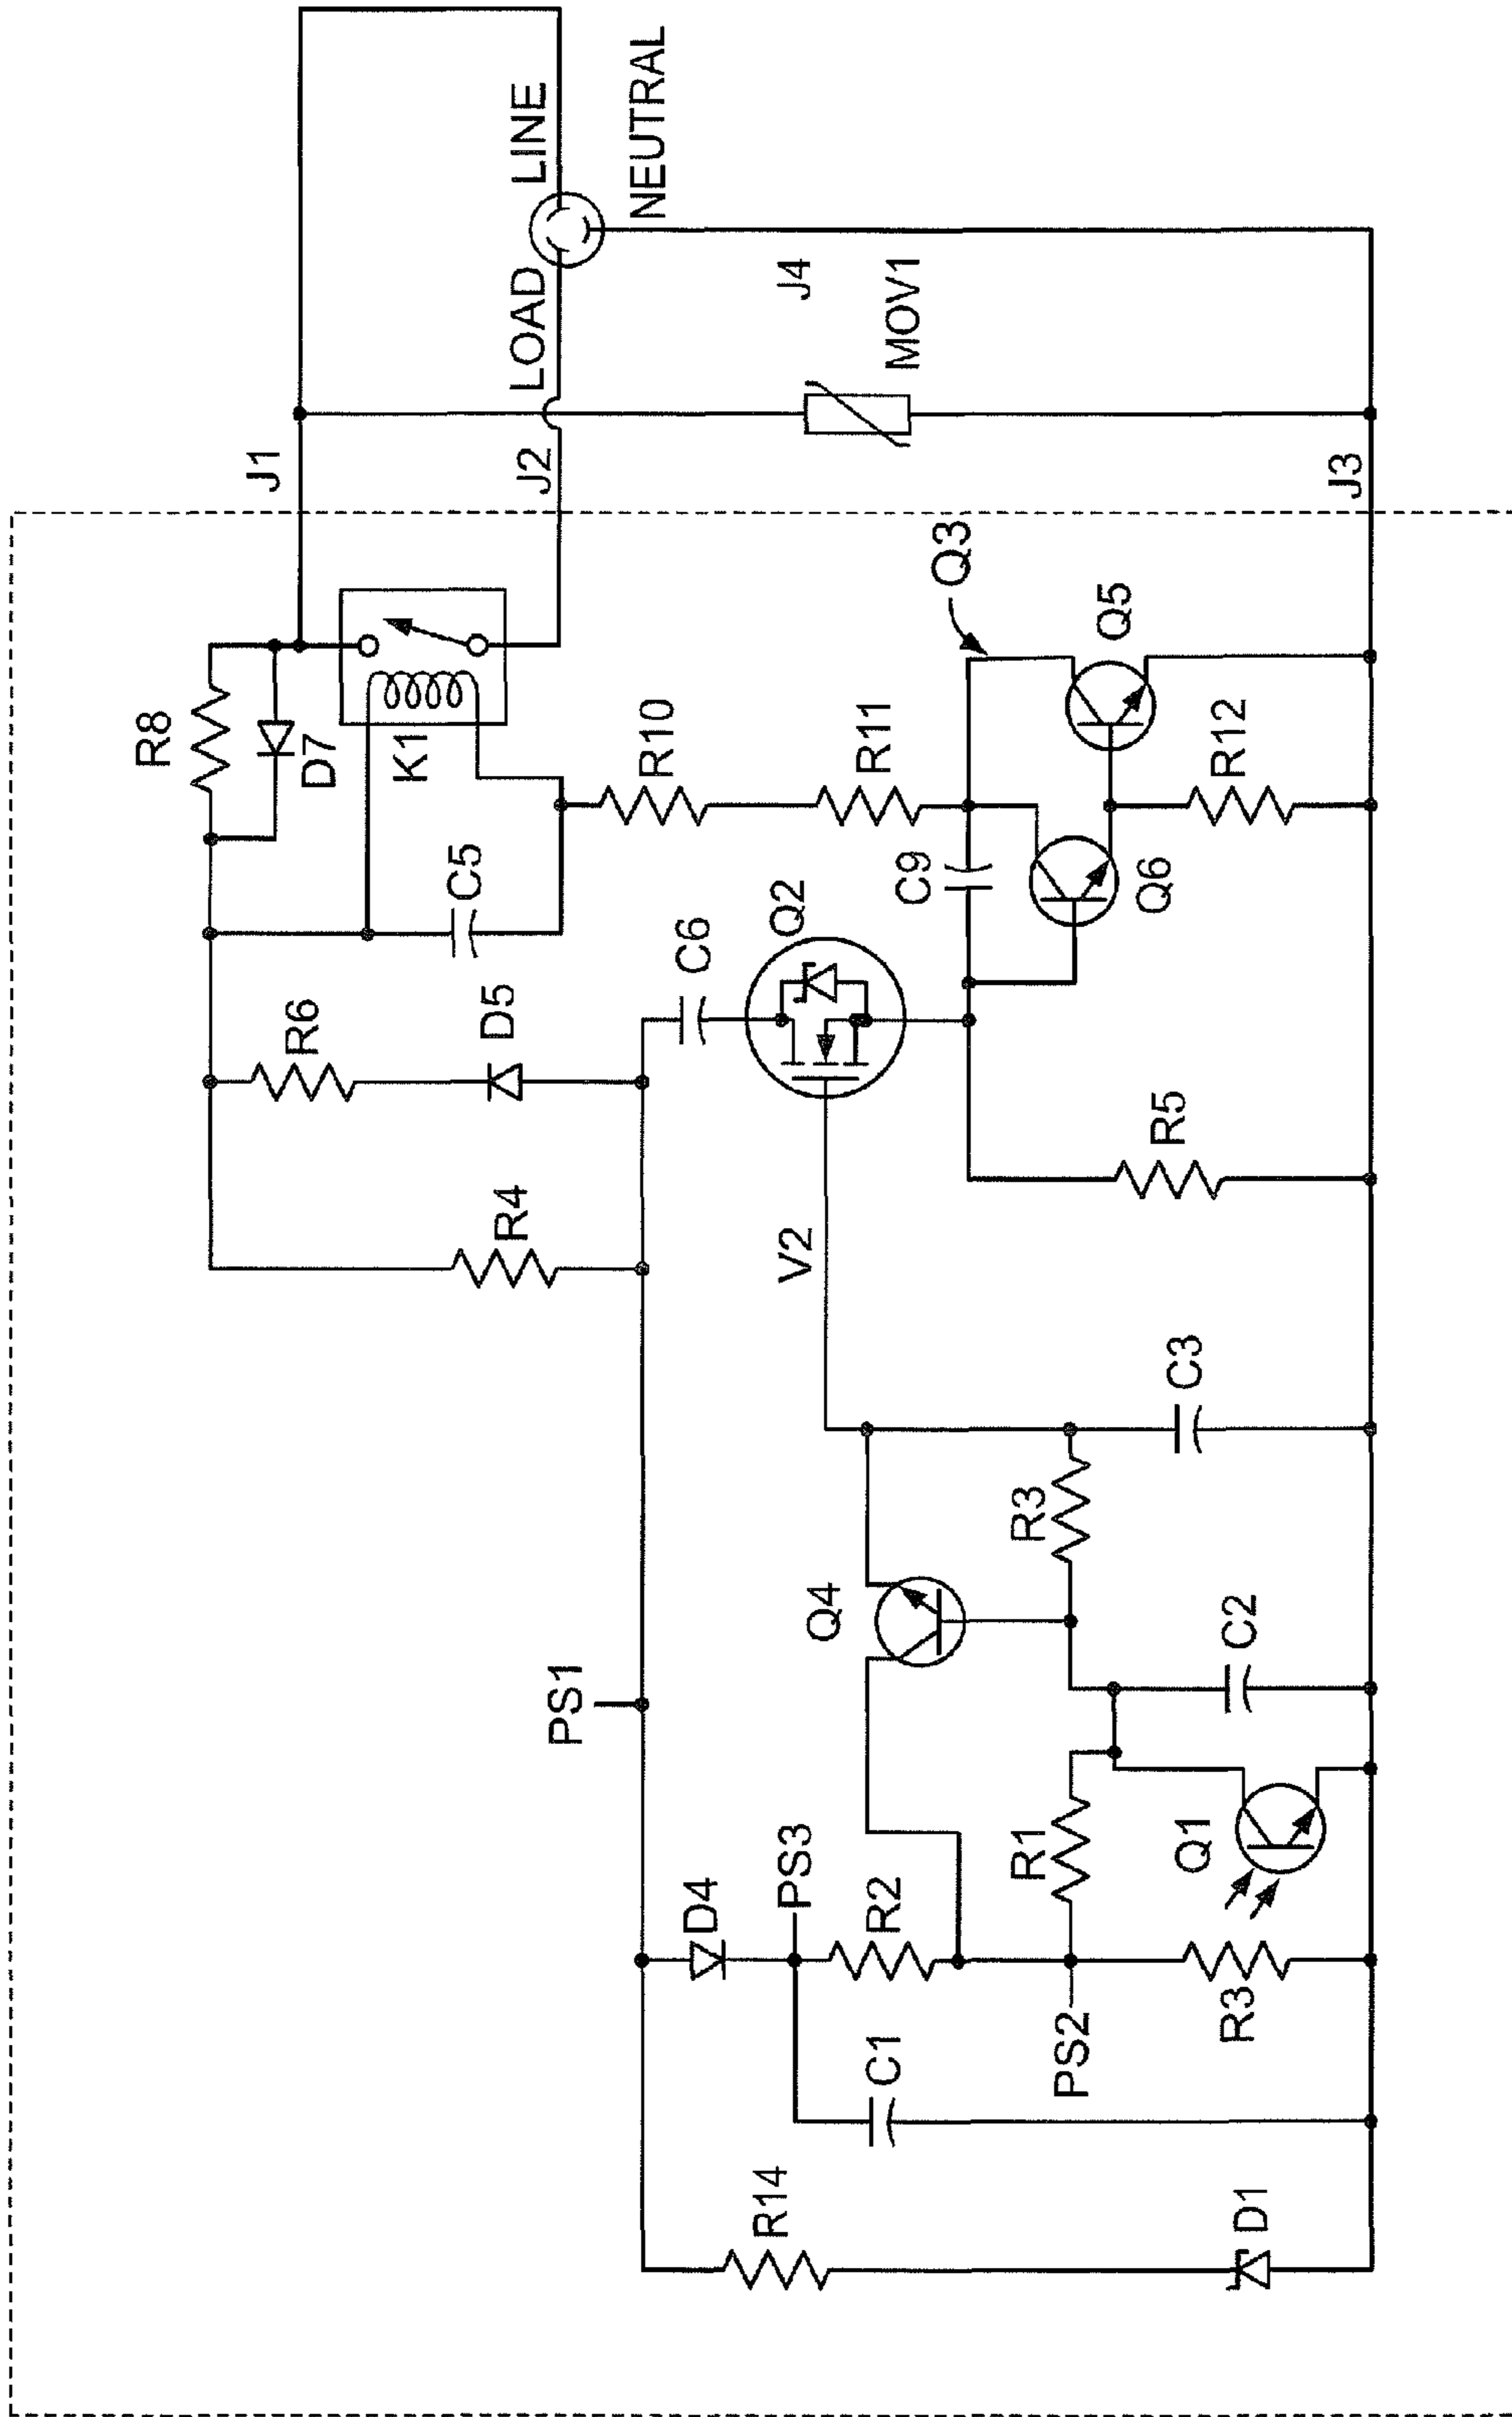 J1
LINE
NEUTRAL
LOAD
J4
MOV1
J2
J3
R8
D7
K1
Q3
Q5
R10
R11
R12
C5
C9
Q6
C6
Q2
R6
D5
R4
R5
V2
C3
R3
Q4
C2
PS1
R1
Q1
D4
PS3
R2
PS2
R3
C1
R14
D1